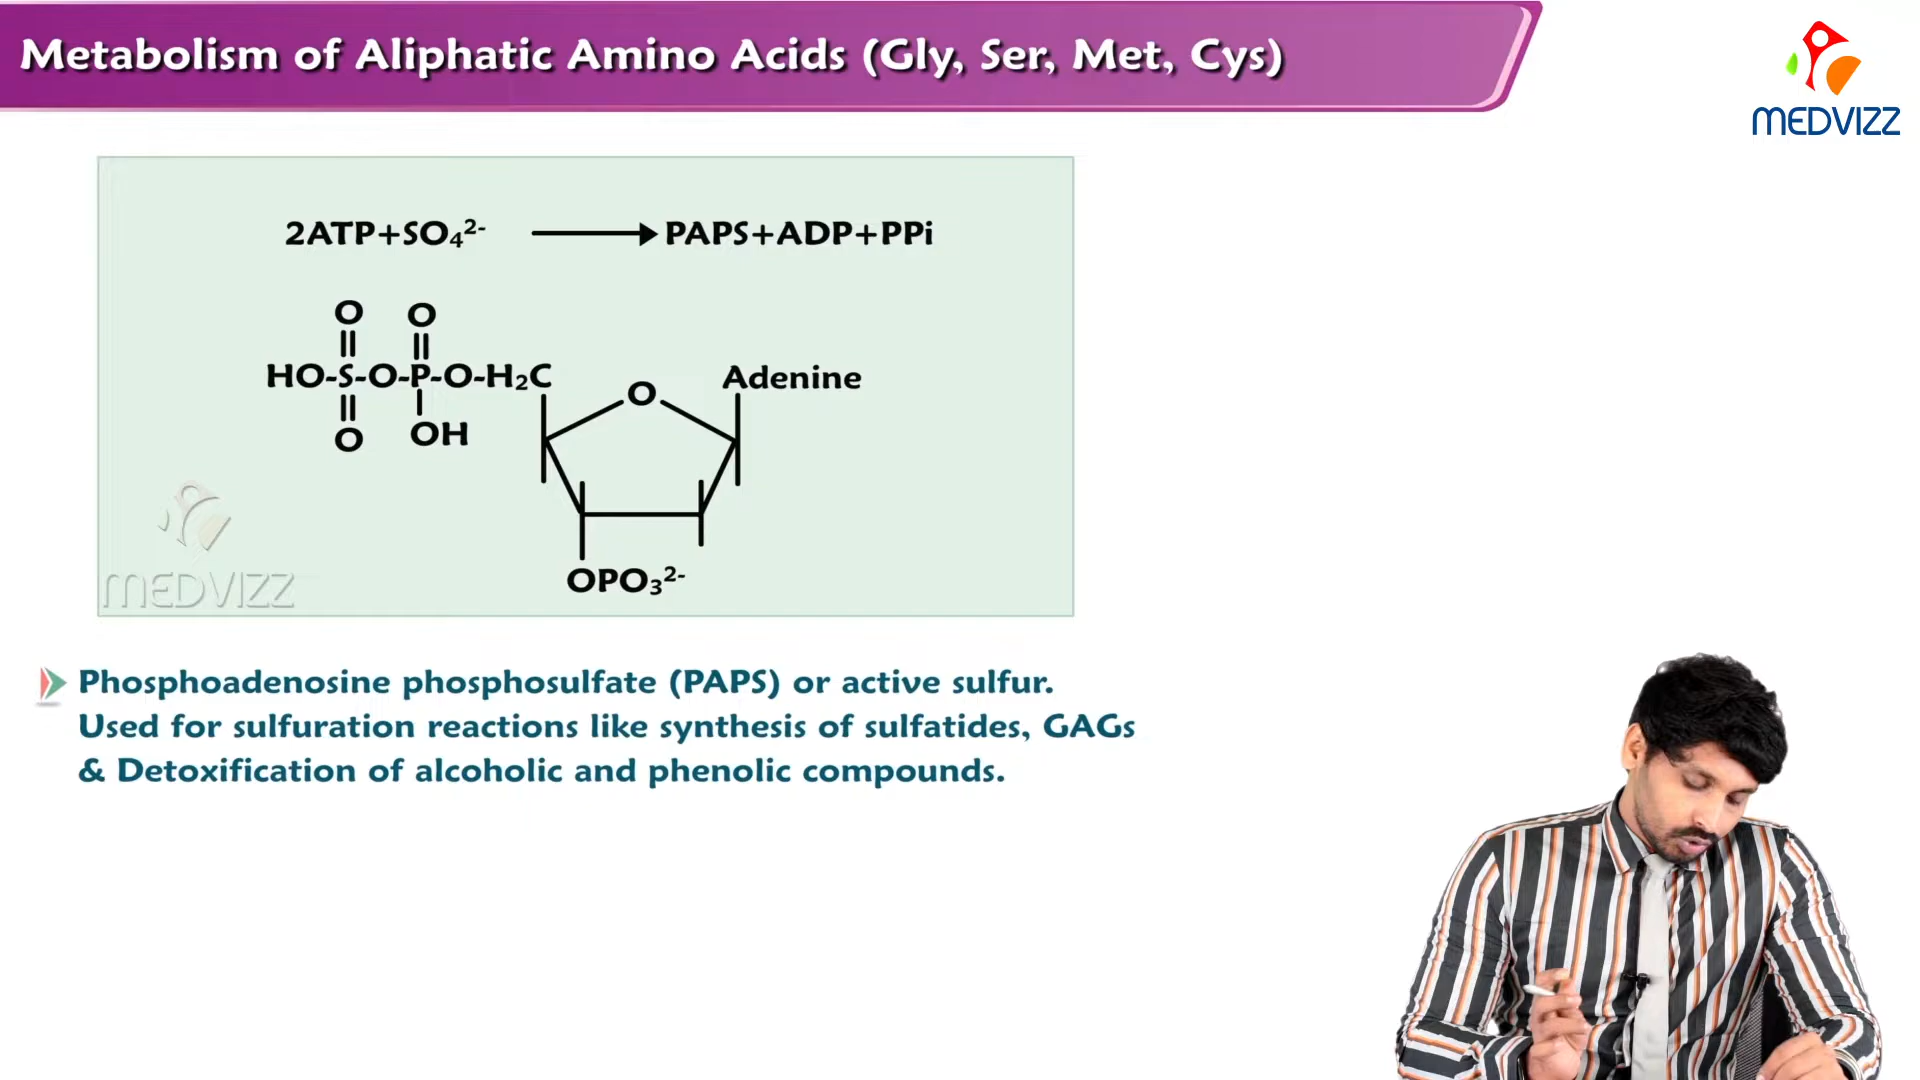 Metabolism of Aliphatic Amino Acids (Gly, Ser, Met, Cys)
MEDVIZZ
2ATP+SO₄²⁻ → PAPS+ADP+PPi
O O
HO-S-O-P-O-H₂C
O
Adenine
O OH
OPO₃²⁻
MEDVIZZ
Phosphoadenosine phosphosulfate (PAPS) or active sulfur.
Used for sulfuration reactions like synthesis of sulfatides, GAGs
& Detoxification of alcoholic and phenolic compounds.